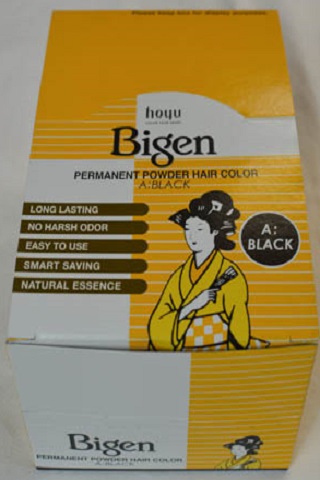 hoyu
Bigen
PERMANENT POWDER HAIR COLOR
A:BLACK
LONG LASTING
NO HARSH ODOR
EASY TO USE
SMART SAVING
NATURAL ESSENCE
A:
BLACK
Bigen
PERMANENT POWDER HAIR COLOR
A:BLACK